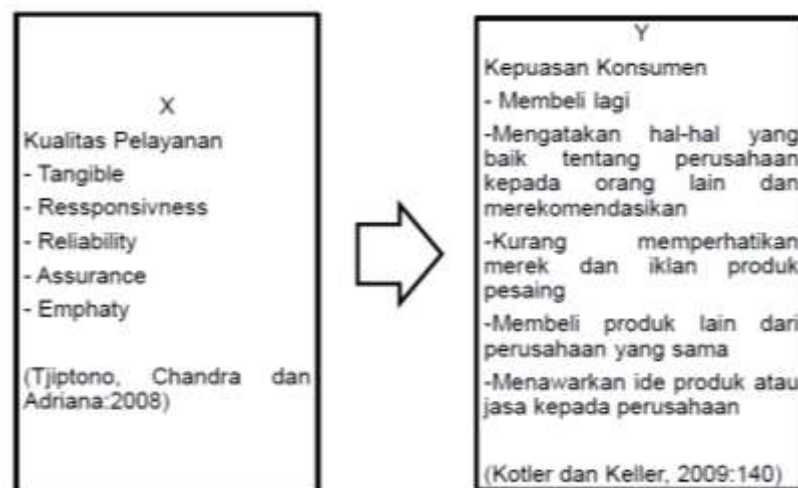 X
Kualitas Pelayanan
- Tangible
- Ressponsivness
- Reliability
- Assurance
- Emphaty
(Tjiptono, Chandra dan
Adriana:2008)
Y
Kepuasan Konsumen
- Membeli lagi
-Mengatakan hal-hal yang
baik tentang perusahaan
kepada orang lain dan
merekomendasikan
-Kurang memperhatikan
merek dan iklan produk
pesaing
-Membeli produk lain dari
perusahaan yang sama
-Menawarkan ide produk atau
jasa kepada perusahaan
(Kotler dan Keller, 2009:140)